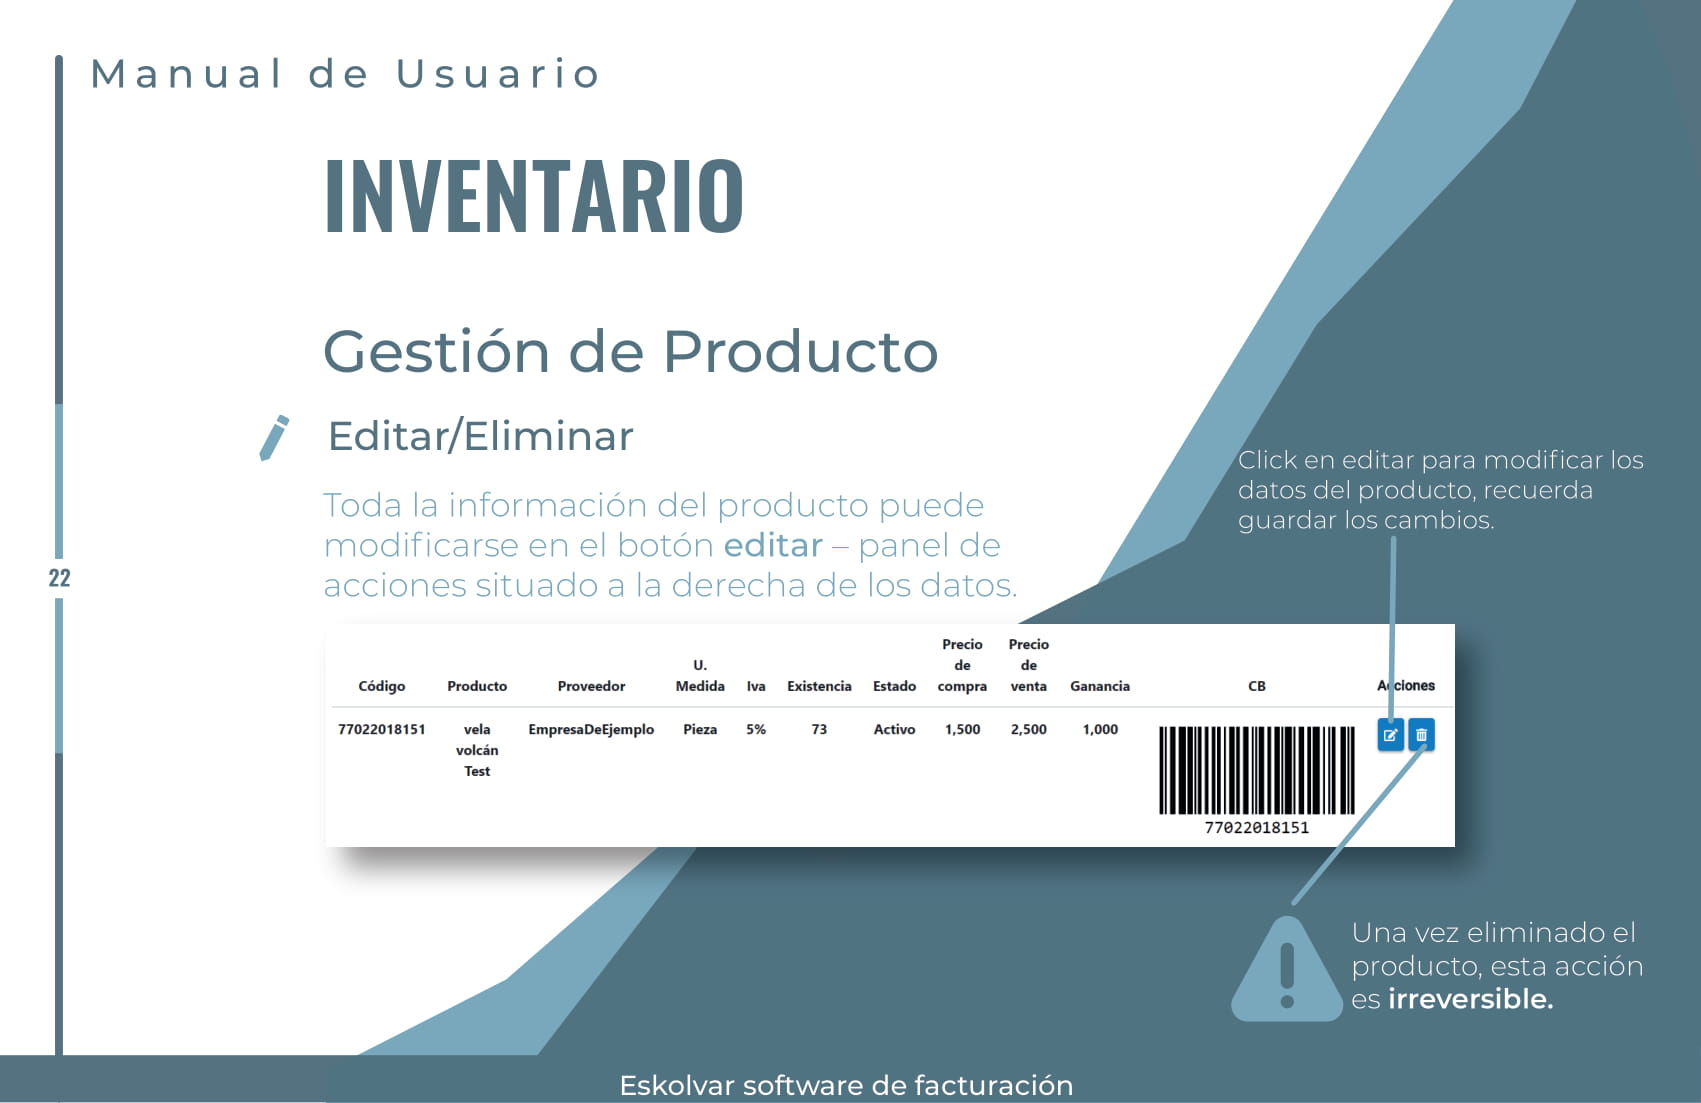 Manual de Usuario
INVENTARIO
Gestión de Producto
Editar/Eliminar
Toda la información del producto puede
modificarse en el botón editar – panel de
acciones situado a la derecha de los datos.
Click en editar para modificar los
datos del producto, recuerda
guardar los cambios.
22
Código Producto Proveedor U. Medida Iva Existencia Estado Precio de compra Precio de venta Ganancia CB Acciones
77022018151 vela volcán Test EmpresaDeEjemplo Pieza 5% 73 Activo 1,500 2,500 1,000
77022018151
Una vez eliminado el
producto, esta acción
es irreversible.
Eskolvar software de facturación